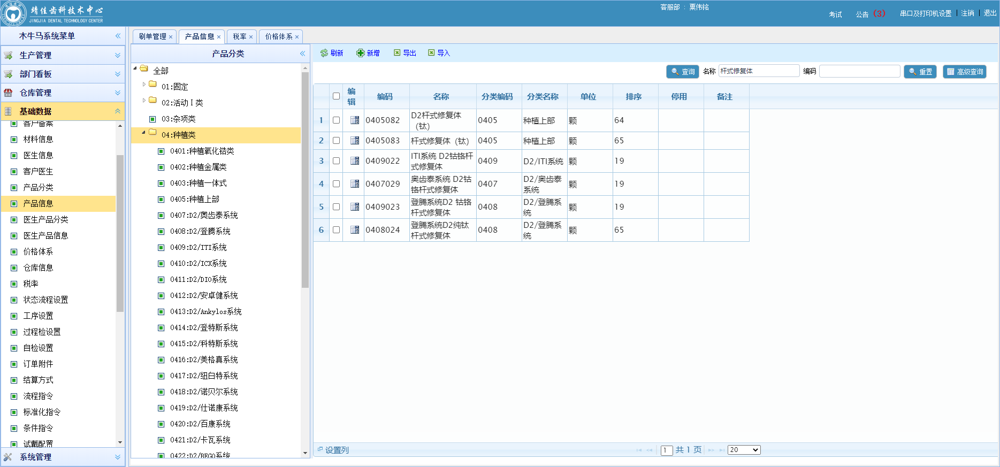 靖佳齿科技术中心
JINGJIA DENTAL TECHNOLOGY CENTER
客服部 : 粟伟铭
考试 公告 (3) 串口及打印机设置 注销 退出
木牛马系统菜单
生产管理
部门看板
仓库管理
基础数据
客户备案
材料信息
医生信息
客户医生
产品分类
产品信息
医生产品分类
医生产品信息
价格体系
仓库信息
税率
状态流程设置
工序设置
过程检设置
自检设置
订单附件
结算方式
流程指令
标准化指令
条件指令
试戴配置
系统管理
刷单管理 × 产品信息 × 税率 × 价格体系 ×
产品分类
全部
01:固定
02:活动Ⅰ类
03:杂项类
04:种植类
0401:种植氧化锆类
0402:种植金属类
0403:种植一体式
0405:种植上部
0407:D2/奥齿泰系统
0408:D2/登腾系统
0409:D2/ITI系统
0410:D2/ICX系统
0411:D2/DIO系统
0412:D2/安卓健系统
0413:D2/Ankylos系统
0414:D2/登特斯系统
0415:D2/科特斯系统
0416:D2/美格真系统
0417:D2/纽白特系统
0418:D2/诺贝尔系统
0419:D2/仕诺康系统
0420:D2/百康系统
0421:D2/卡瓦系统
0422:D2/BEGO系统
刷新 新增 导出 导入
查询 名称 杆式修复体 编码 重置 高级查询
编辑 编码 名称 分类编码 分类名称 单位 排序 停用 备注
1 0405082 D2杆式修复体（钛） 0405 种植上部 颗 64
2 0405083 杆式修复体（钛） 0405 种植上部 颗 65
3 0409022 ITI系统 D2钴铬杆式修复体 0409 D2/ITI系统 颗 19
4 0407029 奥齿泰系统 D2钴铬杆式修复体 0407 D2/奥齿泰系统 颗 19
5 0409023 登腾系统D2 钴铬杆式修复体 0408 D2/登腾系统 颗 19
6 0408024 登腾系统D2纯钛杆式修复体 0408 D2/登腾系统 颗 65
设置列 1 共 1 页 20